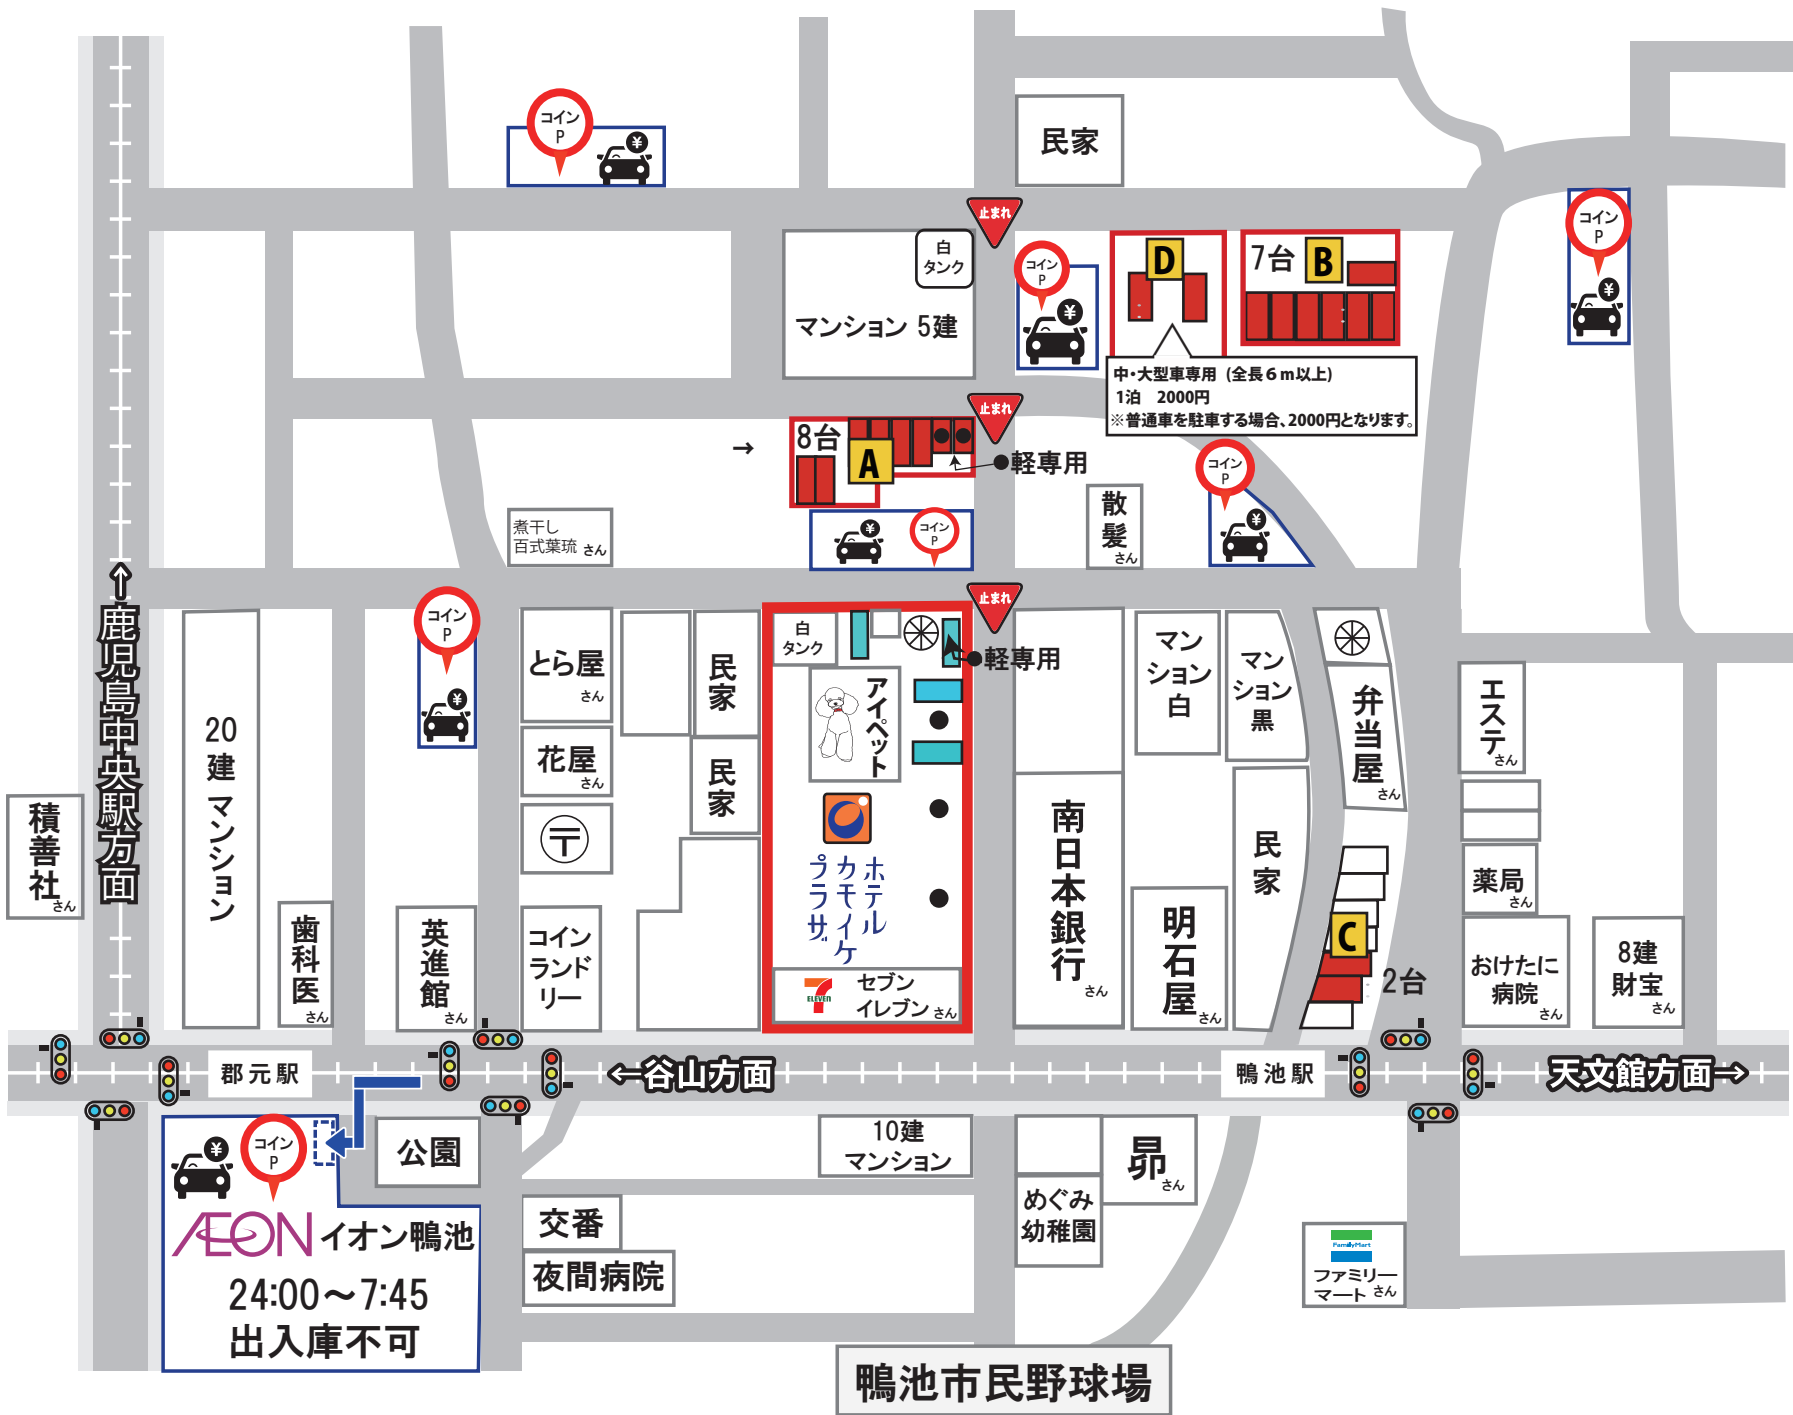 コイン
P
民家
コイン
P
止まれ
白
タンク
マンション 5建
コイン
P
D
7台
B
中・大型車専用 (全長6m以上)
1泊 2000円
※普通車を駐車する場合、2000円となります。
止まれ
8台
A
→
●軽専用
コイン
P
散髪
さん
煮干し
百式葉琉 さん
コイン
P
↑鹿児島中央駅方面
コイン
P
止まれ
20建 マンション
とら屋
さん
民家
白
タンク
●軽専用
マンション
白
マンション
黒
弁当屋
さん
エステ
さん
花屋
さん
民家
アイペット
積善社
さん
〒
ホテル
カモイケ
プラザ
南日本銀行
さん
民家
薬局
さん
歯科医
さん
英進館
さん
コイン
ランドリー
セブン
イレブン さん
7
ELEVEN
明石屋
さん
C
2台
おけたに
病院
さん
8建
財宝
さん
郡元駅
←谷山方面
鴨池駅
天文館方面→
コイン
P
公園
10建
マンション
昴
さん
めぐみ
幼稚園
AEON イオン鴨池
24:00～7:45
出入庫不可
交番
夜間病院
FamilyMart
ファミリー
マート さん
鴨池市民野球場
¥
¥
¥
¥
¥
¥
¥